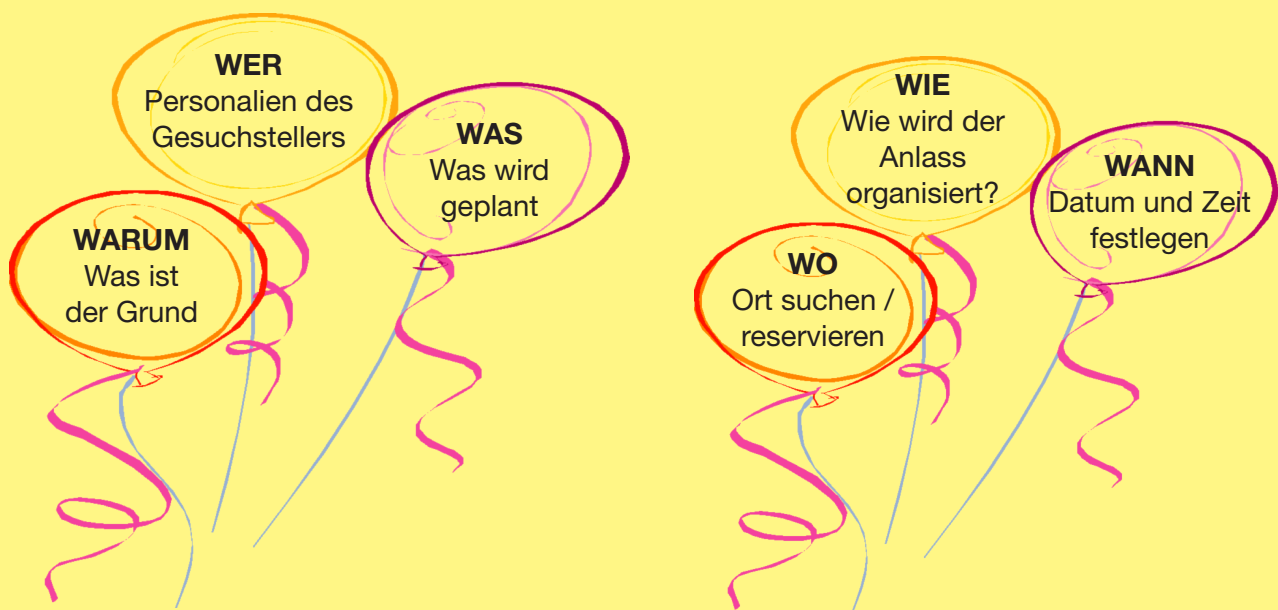 WER
Personalien des
Gesuchstellers
WAS
Was wird
geplant
WARUM
Was ist
der Grund
WIE
Wie wird der
Anlass
organisiert?
WANN
Datum und Zeit
festlegen
WO
Ort suchen /
reservieren